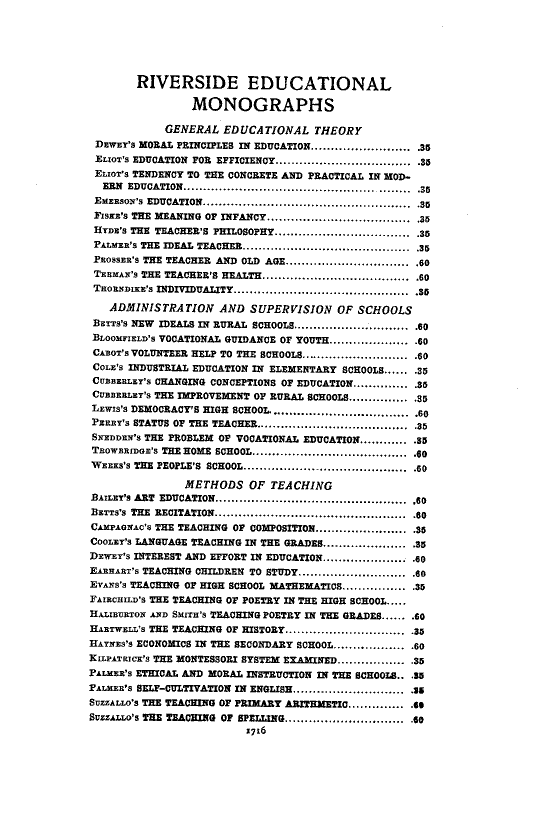 RIVERSIDE EDUCATIONAL
MONOGRAPHS
GENERAL EDUCATIONAL THEORY
DEWEY'S MORAL PRINCIPLES IN EDUCATION.......................... .35
ELIOT'S EDUCATION FOR EFFICIENCY................................... .35
ELIOT'S TENDENCY TO THE CONCRETE AND PRACTICAL IN MOD-
ERN EDUCATION.......................................................... .35
EMERSON'S EDUCATION..................................................... .35
FISKE'S THE MEANING OF INFANCY..................................... .35
HYDE'S THE TEACHER'S PHILOSOPHY................................... .35
PALMER'S THE IDEAL TEACHER........................................... .35
PROSSER'S THE TEACHER AND OLD AGE................................ .60
TERMAN'S THE TEACHER'S HEALTH...................................... .60
THORNDIKE'S INDIVIDUALITY............................................. .35
ADMINISTRATION AND SUPERVISION OF SCHOOLS
BETTS'S NEW IDEALS IN RURAL SCHOOLS............................. .60
BLOOMFIELD'S VOCATIONAL GUIDANCE OF YOUTH.................... .60
CABOT'S VOLUNTEER HELP TO THE SCHOOLS........................... .60
COLE'S INDUSTRIAL EDUCATION IN ELEMENTARY SCHOOLS...... .35
CUBBERLEY'S CHANGING CONCEPTIONS OF EDUCATION.............. .35
CUBBERLEY'S THE IMPROVEMENT OF RURAL SCHOOLS............... .35
LEWIS'S DEMOCRACY'S HIGH SCHOOL................................... .60
PERRY'S STATUS OF THE TEACHER....................................... .35
SNEDDEN'S THE PROBLEM OF VOCATIONAL EDUCATION............ .35
TROWBRIDGE'S THE HOME SCHOOL........................................ .60
WEEKS'S THE PEOPLE'S SCHOOL.......................................... .60
METHODS OF TEACHING
BAILEY'S ART EDUCATION................................................. .60
BETTS'S THE RECITATION.................................................. .60
CAMPAGNAC'S THE TEACHING OF COMPOSITION....................... .35
COOLEY'S LANGUAGE TEACHING IN THE GRADES...................... .35
DEWEY'S INTEREST AND EFFORT IN EDUCATION...................... .60
EARHART'S TEACHING CHILDREN TO STUDY............................ .60
EVANS'S TEACHING OF HIGH SCHOOL MATHEMATICS................ .35
FAIRCHILD'S THE TEACHING OF POETRY IN THE HIGH SCHOOL.....
HALIBURTON AND SMITH'S TEACHING POETRY IN THE GRADES...... .60
HARTWELL'S THE TEACHING OF HISTORY............................... .35
HAYNES'S ECONOMICS IN THE SECONDARY SCHOOL.................. .60
KILPATRICK'S THE MONTESSORI SYSTEM EXAMINED................. .35
PALMER'S ETHICAL AND MORAL INSTRUCTION IN THE SCHOOLS.. .35
PALMER'S SELF-CULTIVATION IN ENGLISH............................. .35
SUZZALLO'S THE TEACHING OF PRIMARY ARITHMETIC.............. .60
SUZZALLO'S THE TEACHING OF SPELLING............................... .60
1716